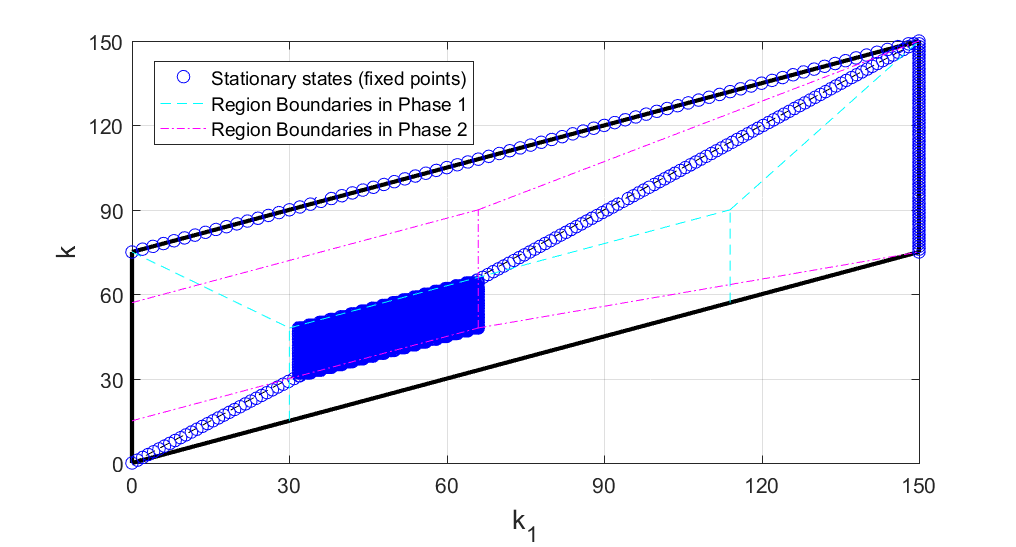 150
120
90
60
30
0
k
Stationary states (fixed points)
Region Boundaries in Phase 1
Region Boundaries in Phase 2
0 30 60 90 120 150
k1